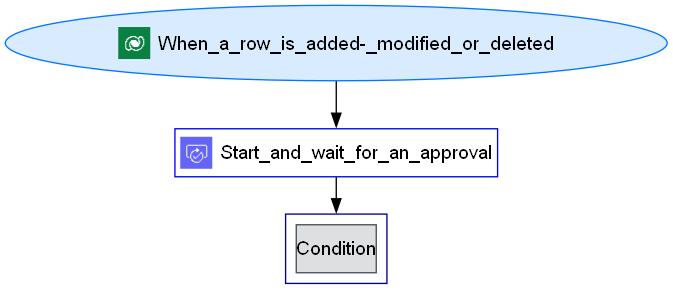 When_a_row_is_added-_modified_or_deleted
Start_and_wait_for_an_approval
Condition